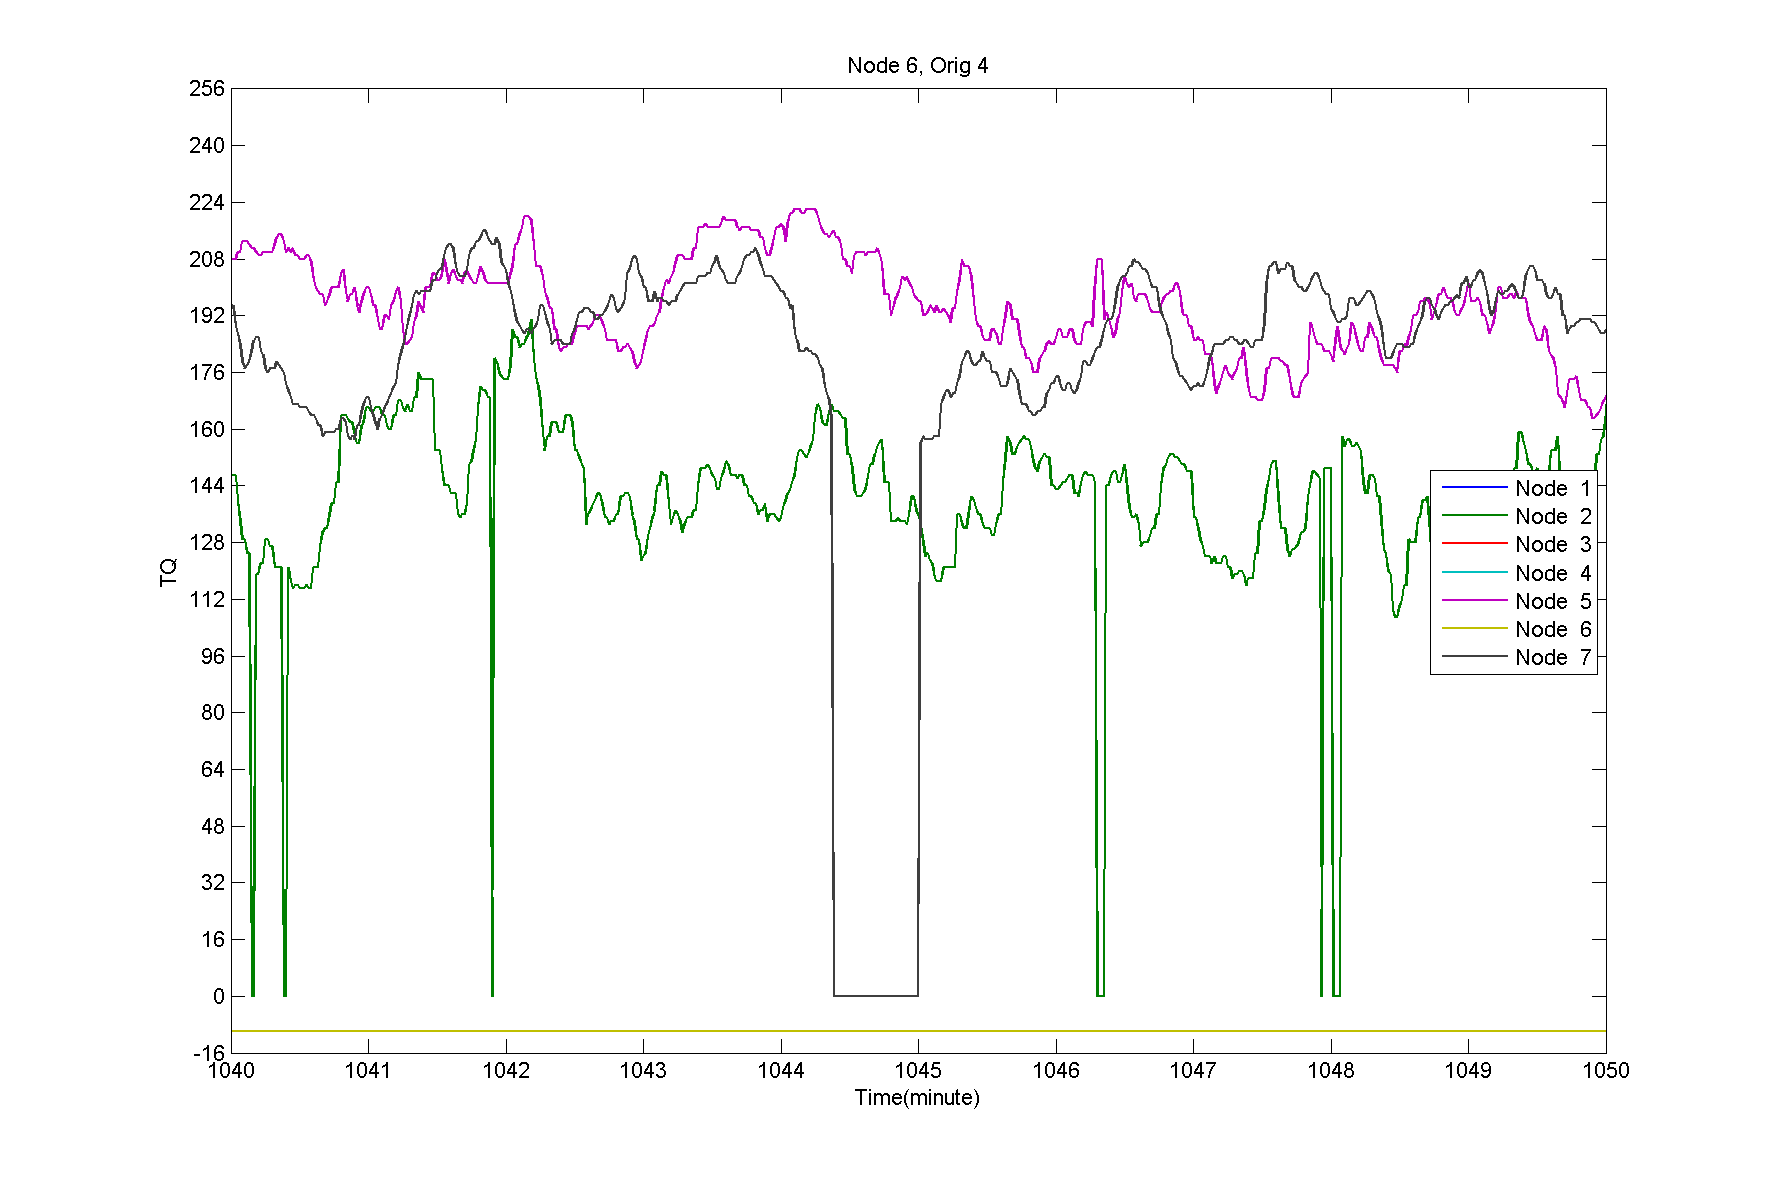 Node 6, Orig 4
256
240
224
208
192
176
160
144
128
112
96
80
64
48
32
16
0
-16
TQ
Node 1
Node 2
Node 3
Node 4
Node 5
Node 6
Node 7
1040 1041 1042 1043 1044 1045 1046 1047 1048 1049 1050
Time(minute)